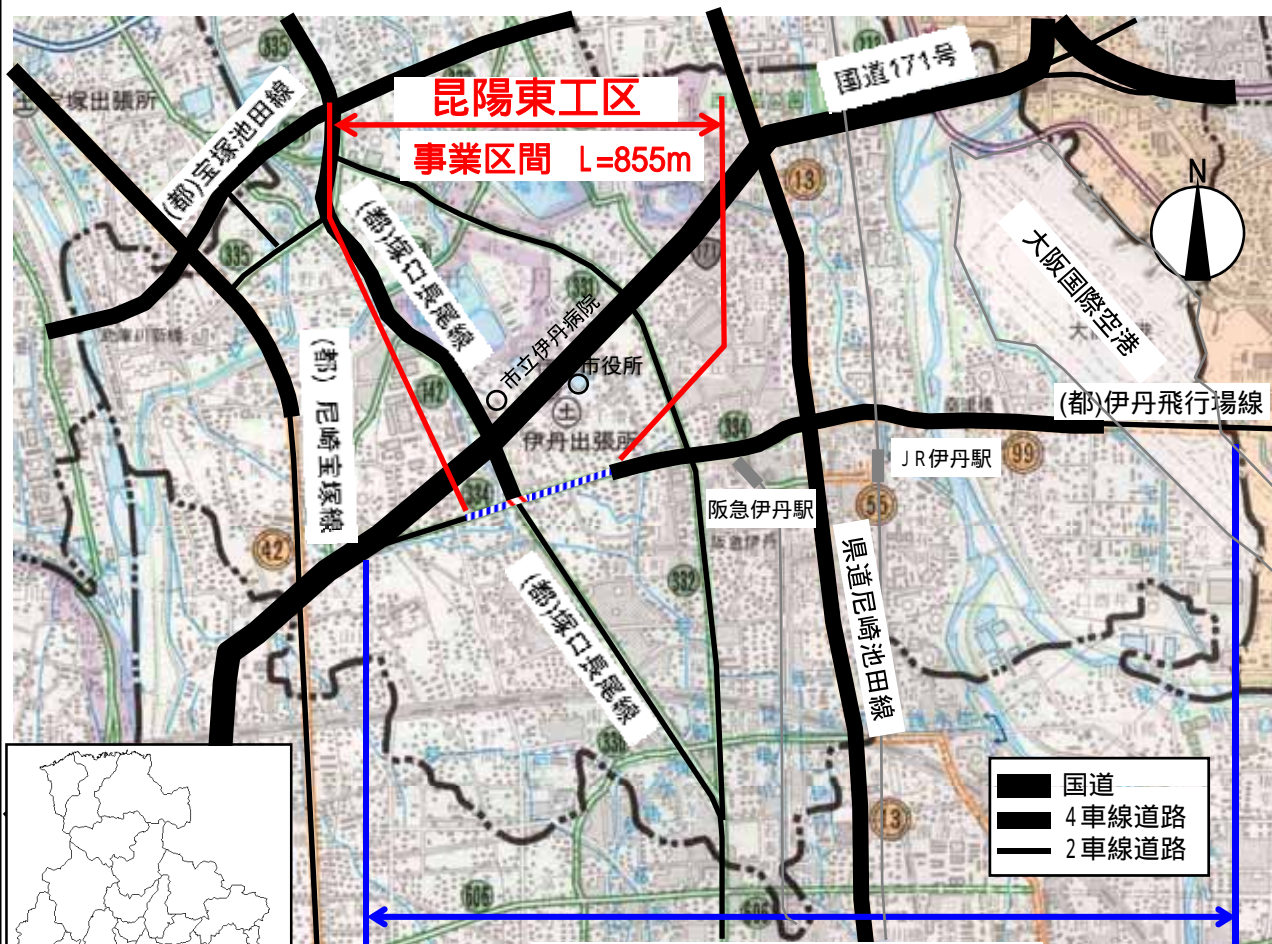 昆陽東工区
事業区間 L=855m
国道171号
(都)宝塚池田線
(都)塚口長尾線
(都)尼崎宝塚線
市立伊丹病院
市役所
土
伊丹出張所
大阪国際空港
(都)伊丹飛行場線
JR伊丹駅
阪急伊丹駅
県道尼崎池田線
(都)塚口長尾線
N
335
335
331
142
334
334
332
336
606
606
171
13
13
42
55
99
国道
4車線道路
2車線道路